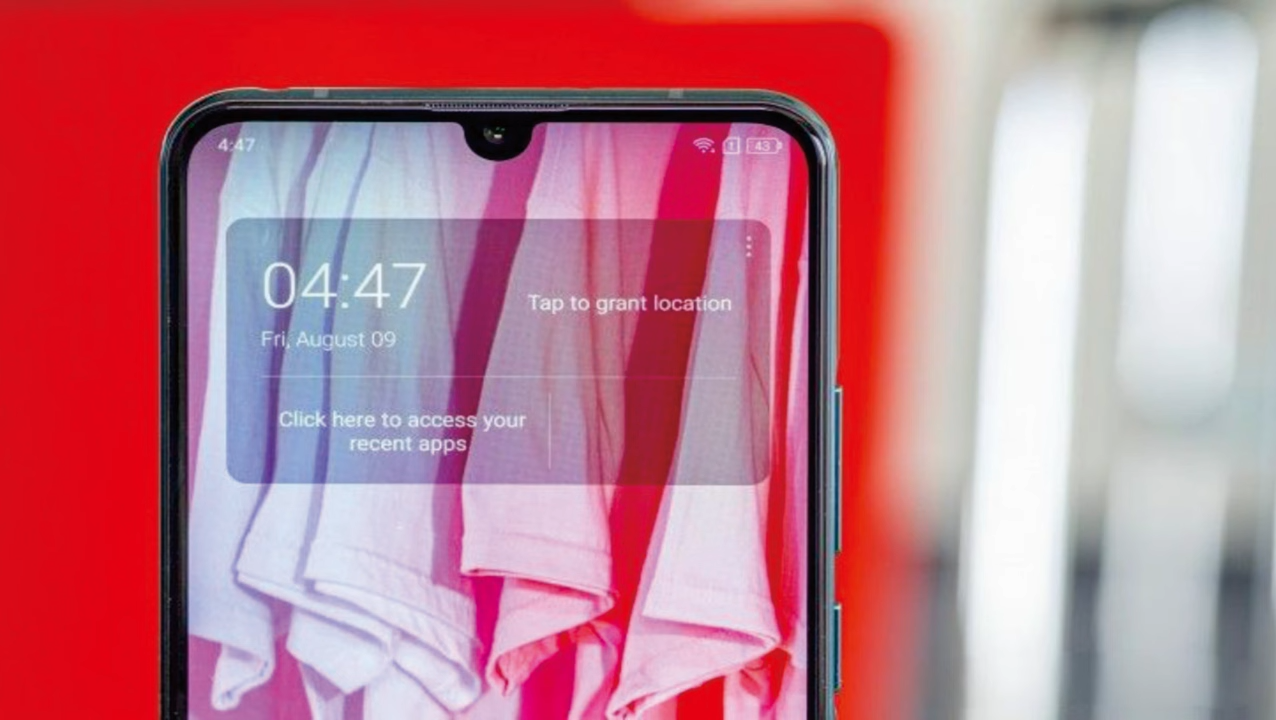 4:47
43
04:47
Tap to grant location
Fri, August 09
Click here to access your
recent apps